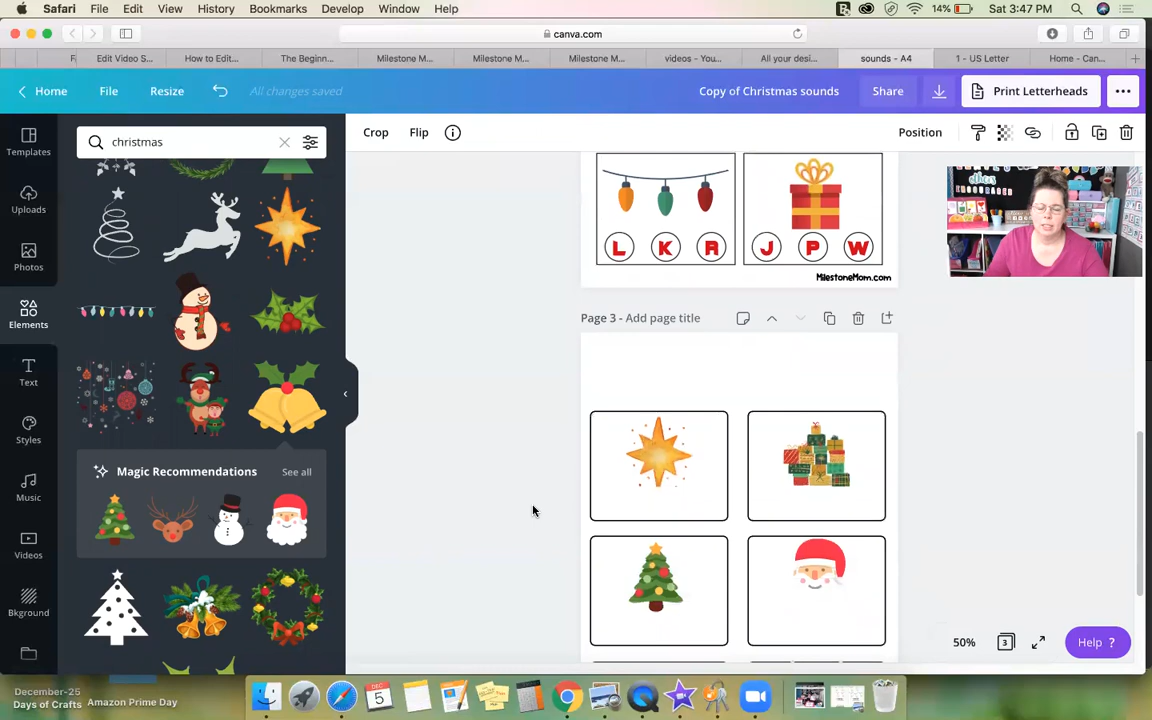 Safari File Edit View History Bookmarks Develop Window Help 14% Sat 3:47 PM
canva.com
Edit Video S... How to Edit... The Beginn... Milestone M... Milestone M... Milestone M... videos - You... All your desi... sounds - A4 1 - US Letter Home - Can...
Home File Resize All changes saved Copy of Christmas sounds Share Print Letterheads
Templates
Uploads
Photos
Elements
Text
Styles
Music
Videos
Bkground
christmas
Magic Recommendations See all
Crop Flip Position
L K R J P W
MilestoneMom.com
Page 3 - Add page title
50% 3 Help ?
December-25
Days of Crafts Amazon Prime Day
DEC
5